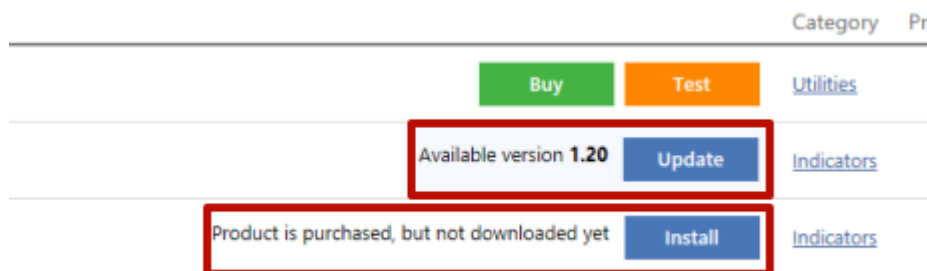 Category Pr
Buy Test Utilities
Available version 1.20 Update Indicators
Product is purchased, but not downloaded yet Install Indicators